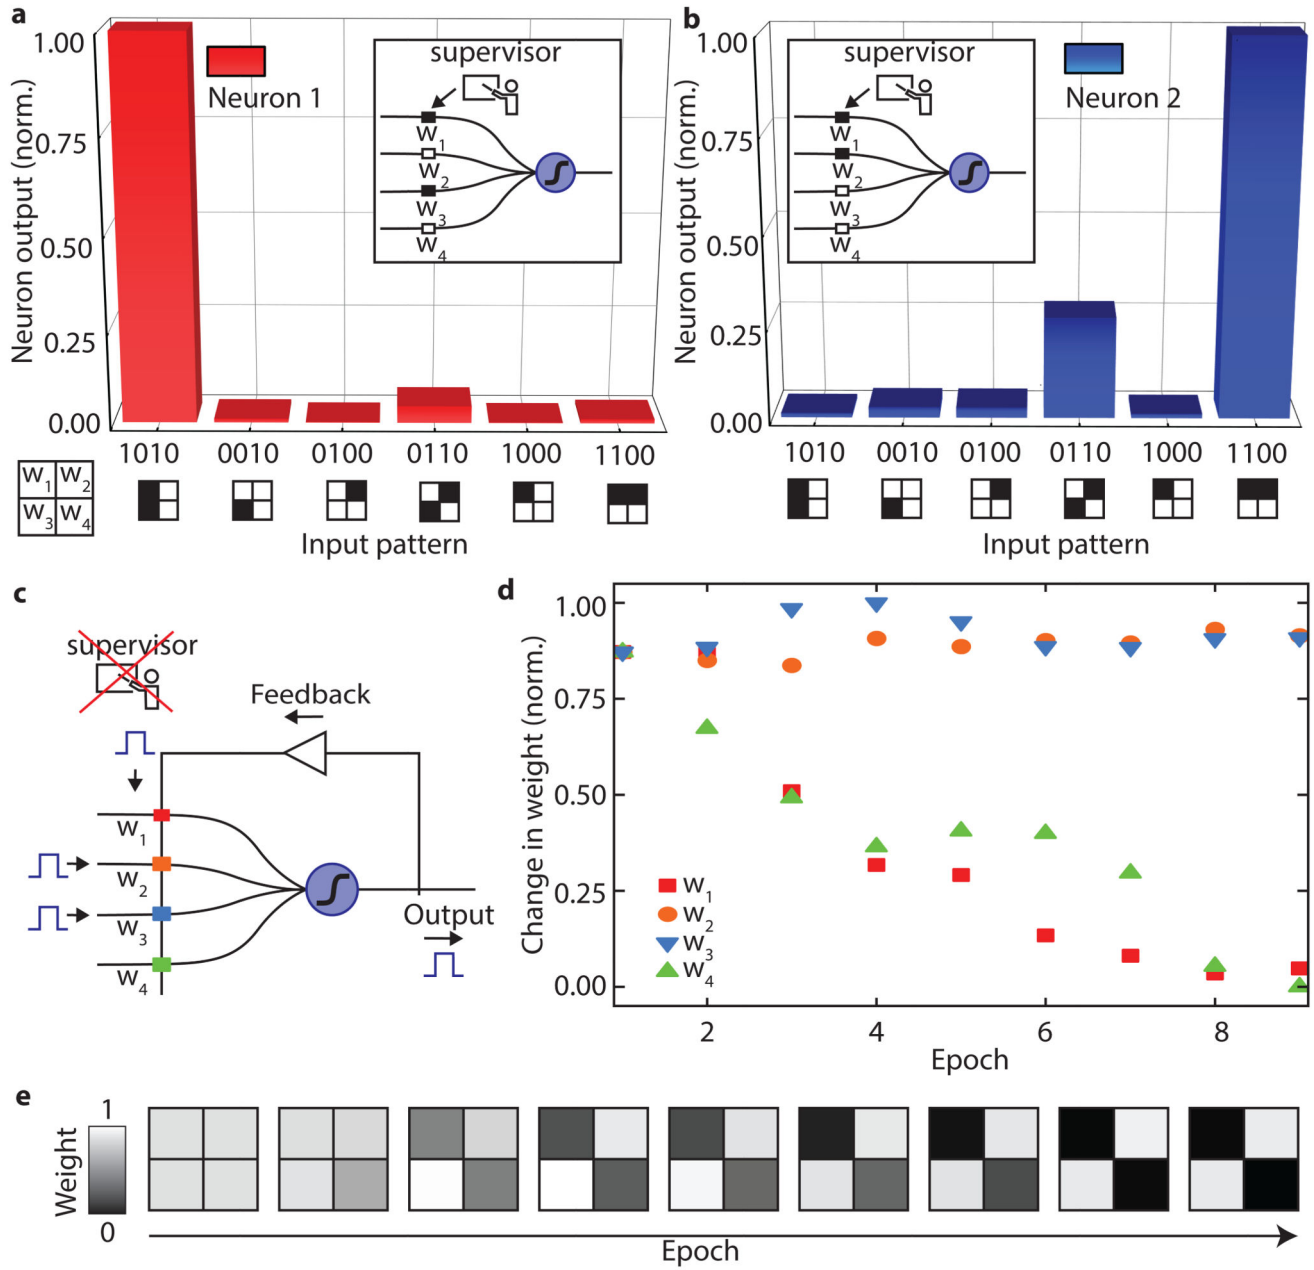 a
1.00
0.75
0.50
0.25
0.00
Neuron output (norm.)
Neuron 1
supervisor
W1
W2
W3
W4
1010 0010 0100 0110 1000 1100
W1 W2
W3 W4
Input pattern
b
1.00
0.75
0.50
0.25
0.00
Neuron output (norm.)
supervisor
W1
W2
W3
W4
Neuron 2
1010 0010 0100 0110 1000 1100
Input pattern
c
supervisor
Feedback
W1
W2
W3
W4
Output
d
1.00
0.75
0.50
0.25
0.00
Change in weight (norm.)
W1
W2
W3
W4
2 4 6 8
Epoch
e
1
Weight
0
Epoch